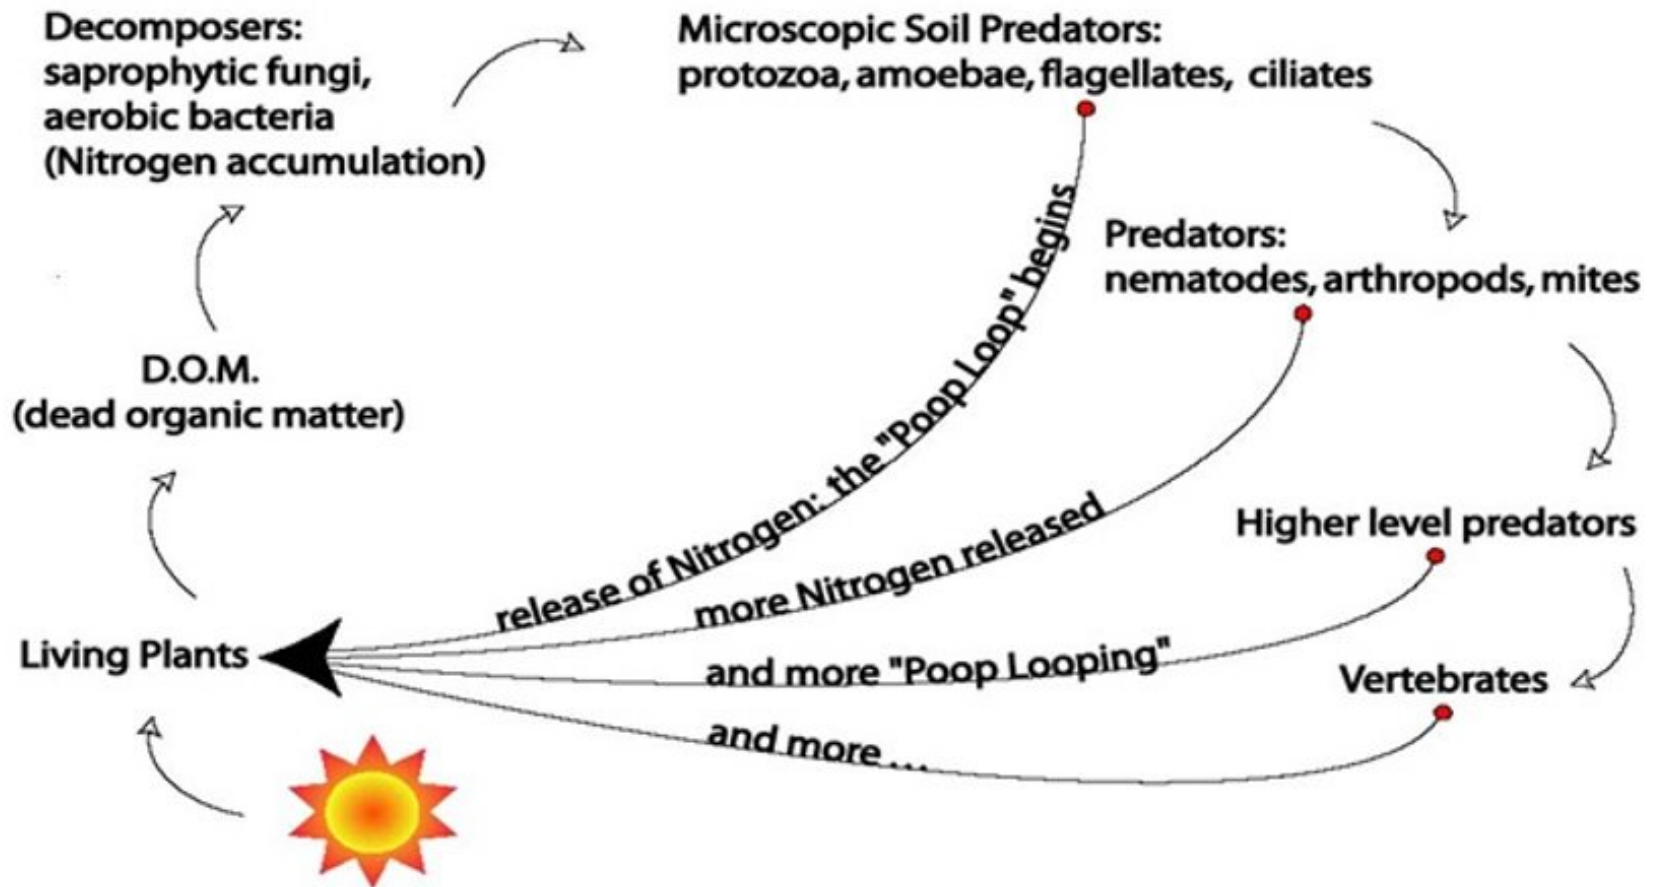 Decomposers:
saprophytic fungi,
aerobic bacteria
(Nitrogen accumulation)
Microscopic Soil Predators:
protozoa, amoebae, flagellates, ciliates
Predators:
nematodes, arthropods, mites
D.O.M.
(dead organic matter)
release of Nitrogen: the "Poop Loop" begins
more Nitrogen released
Higher level predators
Living Plants
and more "Poop Looping"
Vertebrates
and more ...